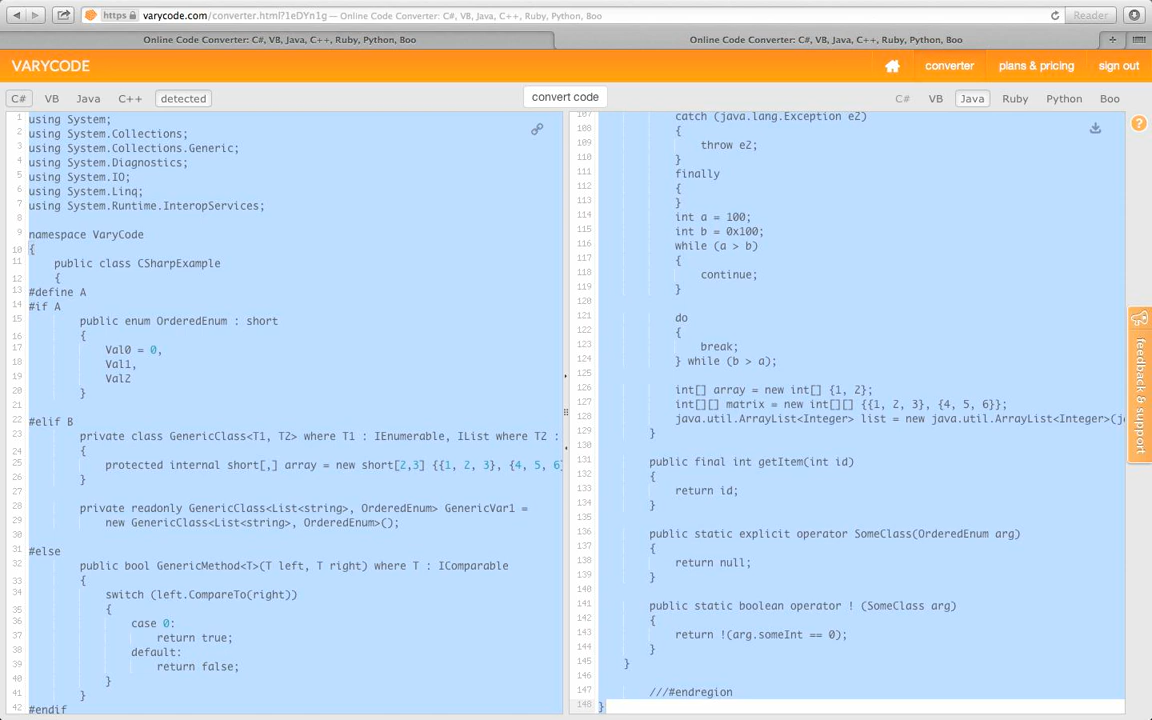 https varycode.com/converter.html?1eDYn1g — Online Code Converter: C#, VB, Java, C++, Ruby, Python, Boo
Reader
Online Code Converter: C#, VB, Java, C++, Ruby, Python, Boo
Online Code Converter: C#, VB, Java, C++, Ruby, Python, Boo
VARYCODE
converter
plans & pricing
sign out
C# VB Java C++ detected
convert code
C# VB Java Ruby Python Boo
1 using System;
2 using System.Collections;
3 using System.Collections.Generic;
4 using System.Diagnostics;
5 using System.IO;
6 using System.Linq;
7 using System.Runtime.InteropServices;
8
9 namespace VaryCode
10 {
11 public class CSharpExample
12 {
13 #define A
14 #if A
15 public enum OrderedEnum : short
16 {
17 Val0 = 0,
18 Val1,
19 Val2
20 }
21
22 #elif B
23 private class GenericClass<T1, T2> where T1 : IEnumerable, IList where T2 :
24 {
25 protected internal short[,] array = new short[2,3] {{1, 2, 3}, {4, 5, 6}
26 }
27
28 private readonly GenericClass<List<string>, OrderedEnum> GenericVar1 =
29 new GenericClass<List<string>, OrderedEnum>();
30
31 #else
32 public bool GenericMethod<T>(T left, T right) where T : IComparable
33 {
34 switch (left.CompareTo(right))
35 {
36 case 0:
37 return true;
38 default:
39 return false;
40 }
41 }
42 #endif
107 catch (java.lang.Exception e2)
108 {
109 throw e2;
110 }
111 finally
112 {
113 }
114 int a = 100;
115 int b = 0x100;
116 while (a > b)
117 {
118 continue;
119 }
120
121 do
122 {
123 break;
124 } while (b > a);
125
126 int[] array = new int[] {1, 2};
127 int[][] matrix = new int[][] {{1, 2, 3}, {4, 5, 6}};
128 java.util.ArrayList<Integer> list = new java.util.ArrayList<Integer>(j
129 }
130
131 public final int getItem(int id)
132 {
133 return id;
134 }
135
136 public static explicit operator SomeClass(OrderedEnum arg)
137 {
138 return null;
139 }
140
141 public static boolean operator ! (SomeClass arg)
142 {
143 return !(arg.someInt == 0);
144 }
145 }
146
147 ///#endregion
148 }
?
feedback & support